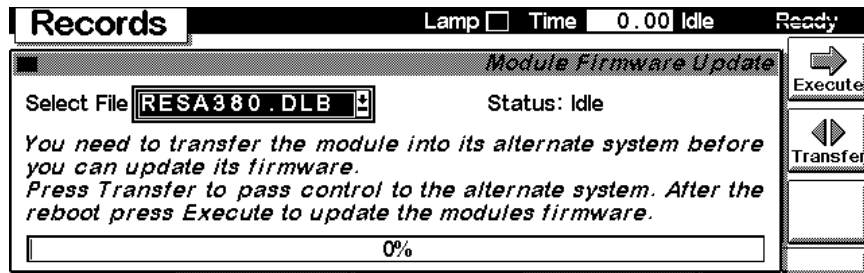 Records
Lamp Time 0.00 Idle Ready
Module Firmware Update
Select File RESA380.DLB Status: Idle
You need to transfer the module into its alternate system before
you can update its firmware.
Press Transfer to pass control to the alternate system. After the
reboot press Execute to update the modules firmware.
0%
Execute
Transfer